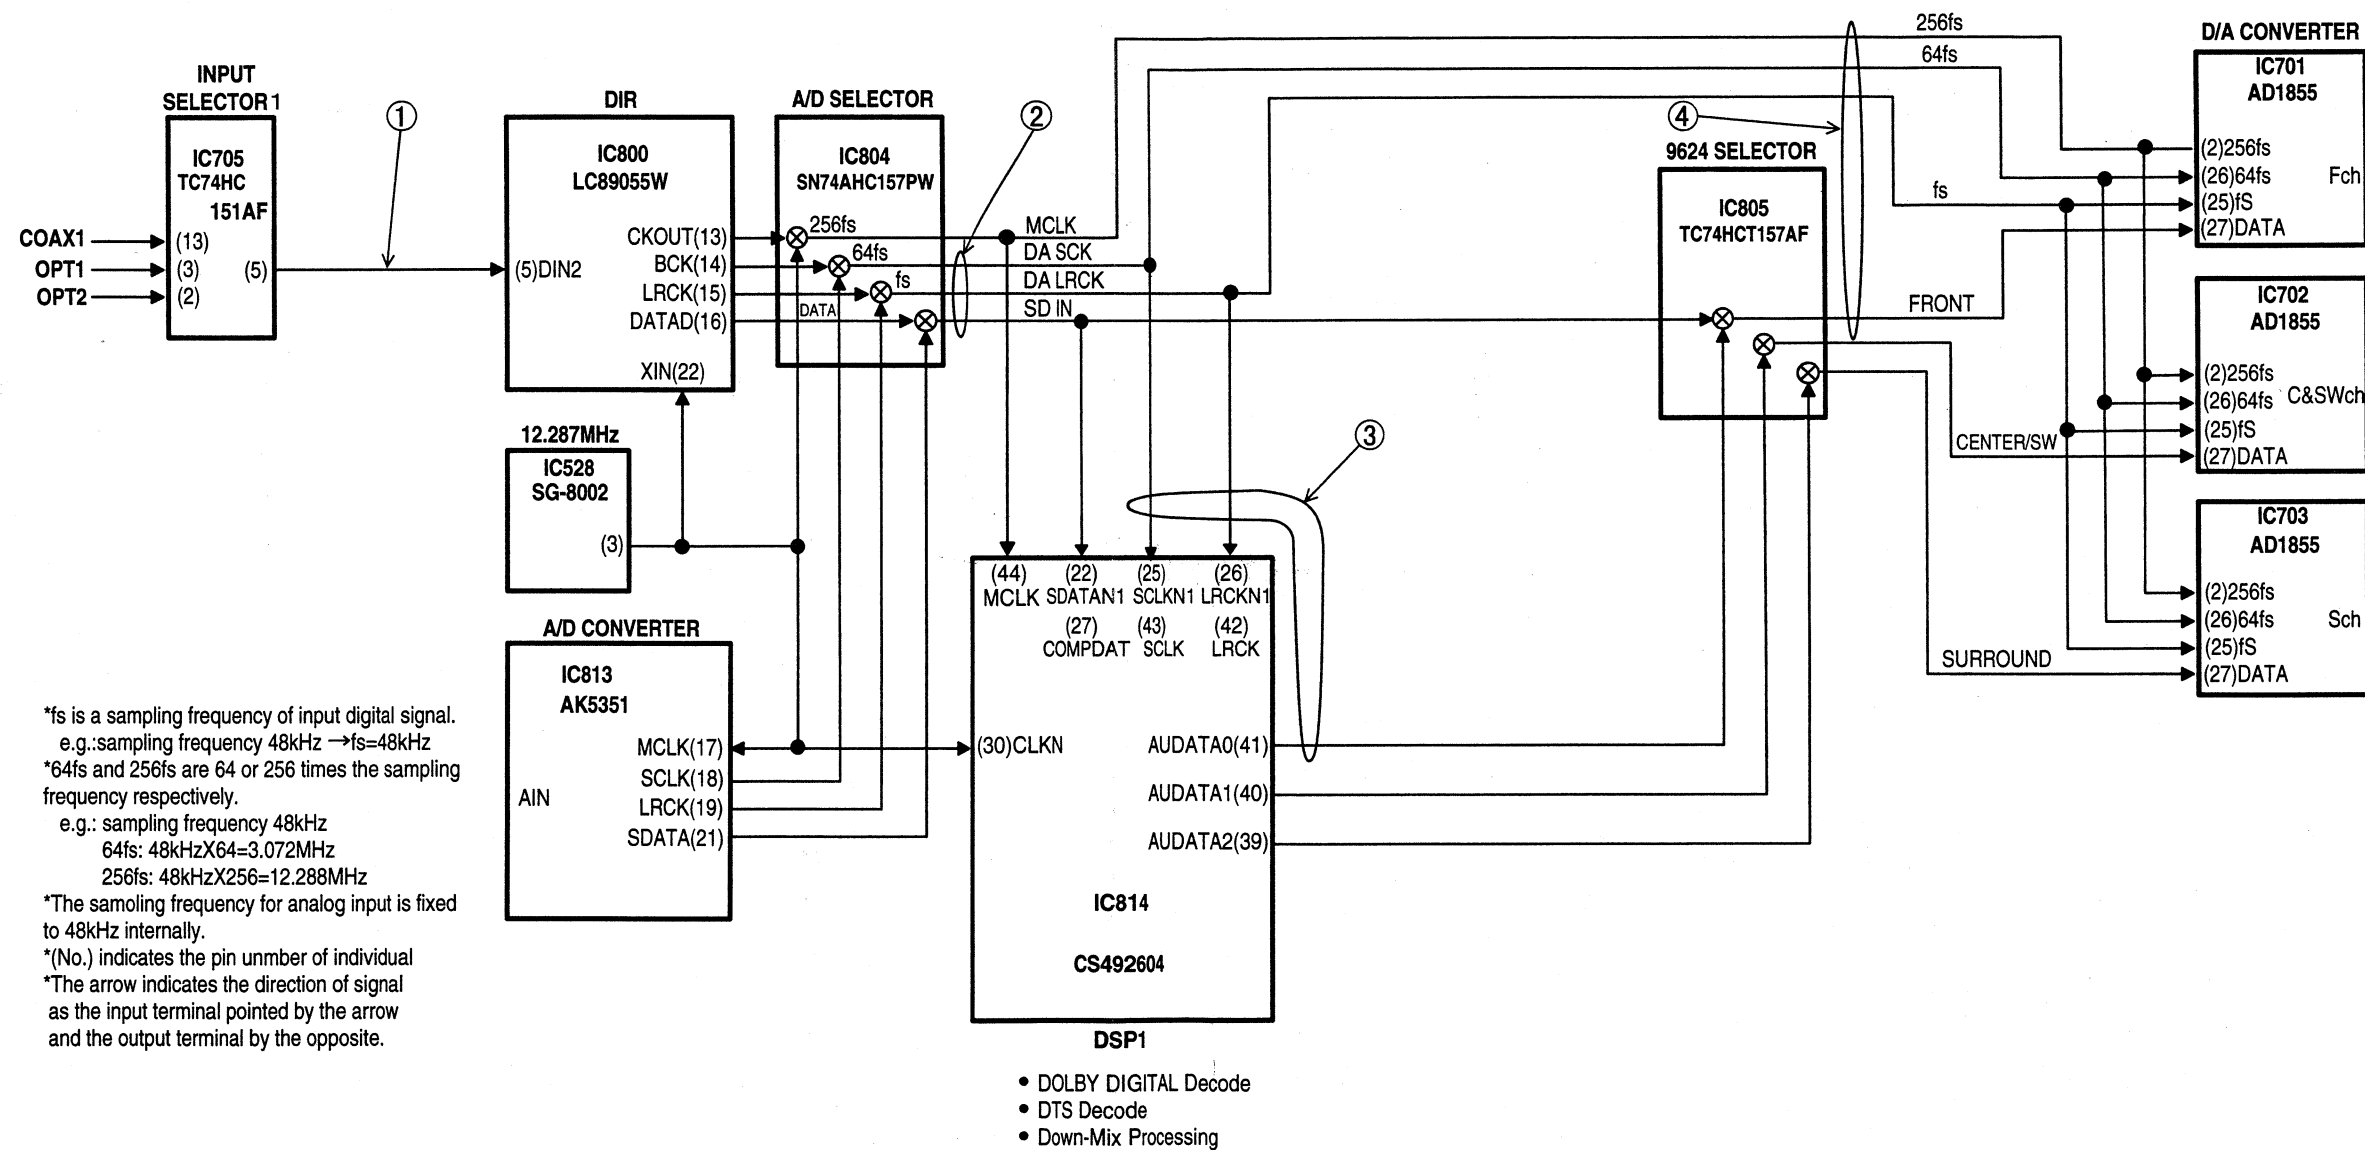 INPUT
SELECTOR 1
IC705
TC74HC
151AF
COAX1
OPT1
OPT2
(13)
(3)
(2)
(5)
①
DIR
IC800
LC89055W
(5)DIN2
CKOUT(13)
BCK(14)
LRCK(15)
DATAD(16)
XIN(22)
A/D SELECTOR
IC804
SN74AHC157PW
256fs
64fs
fs
DATA
②
MCLK
DA SCK
DA LRCK
SD IN
12.287MHz
IC528
SG-8002
(3)
A/D CONVERTER
IC813
AK5351
AIN
MCLK(17)
SCLK(18)
LRCK(19)
SDATA(21)
③
(44)
(22)
(25)
(26)
MCLK
SDATAN1
SCLKN1
LRCKN1
(27)
(43)
(42)
COMPDAT
SCLK
LRCK
(30)CLKN
AUDATA0(41)
AUDATA1(40)
AUDATA2(39)
IC814
CS492604
DSP1
• DOLBY DIGITAL Decode
• DTS Decode
• Down-Mix Processing
④
9624 SELECTOR
IC805
TC74HCT157AF
256fs
64fs
fs
FRONT
CENTER/SW
SURROUND
D/A CONVERTER
IC701
AD1855
(2)256fs
(26)64fs
(25)fS
(27)DATA
Fch
IC702
AD1855
(2)256fs
(26)64fs
(25)fS
(27)DATA
C&SWch
IC703
AD1855
(2)256fs
(26)64fs
(25)fS
(27)DATA
Sch
*fs is a sampling frequency of input digital signal.
e.g.:sampling frequency 48kHz →fs=48kHz
*64fs and 256fs are 64 or 256 times the sampling
frequency respectively.
e.g.: sampling frequency 48kHz
64fs: 48kHzX64=3.072MHz
256fs: 48kHzX256=12.288MHz
*The samoling frequency for analog input is fixed
to 48kHz internally.
*(No.) indicates the pin unmber of individual
*The arrow indicates the direction of signal
as the input terminal pointed by the arrow
and the output terminal by the opposite.